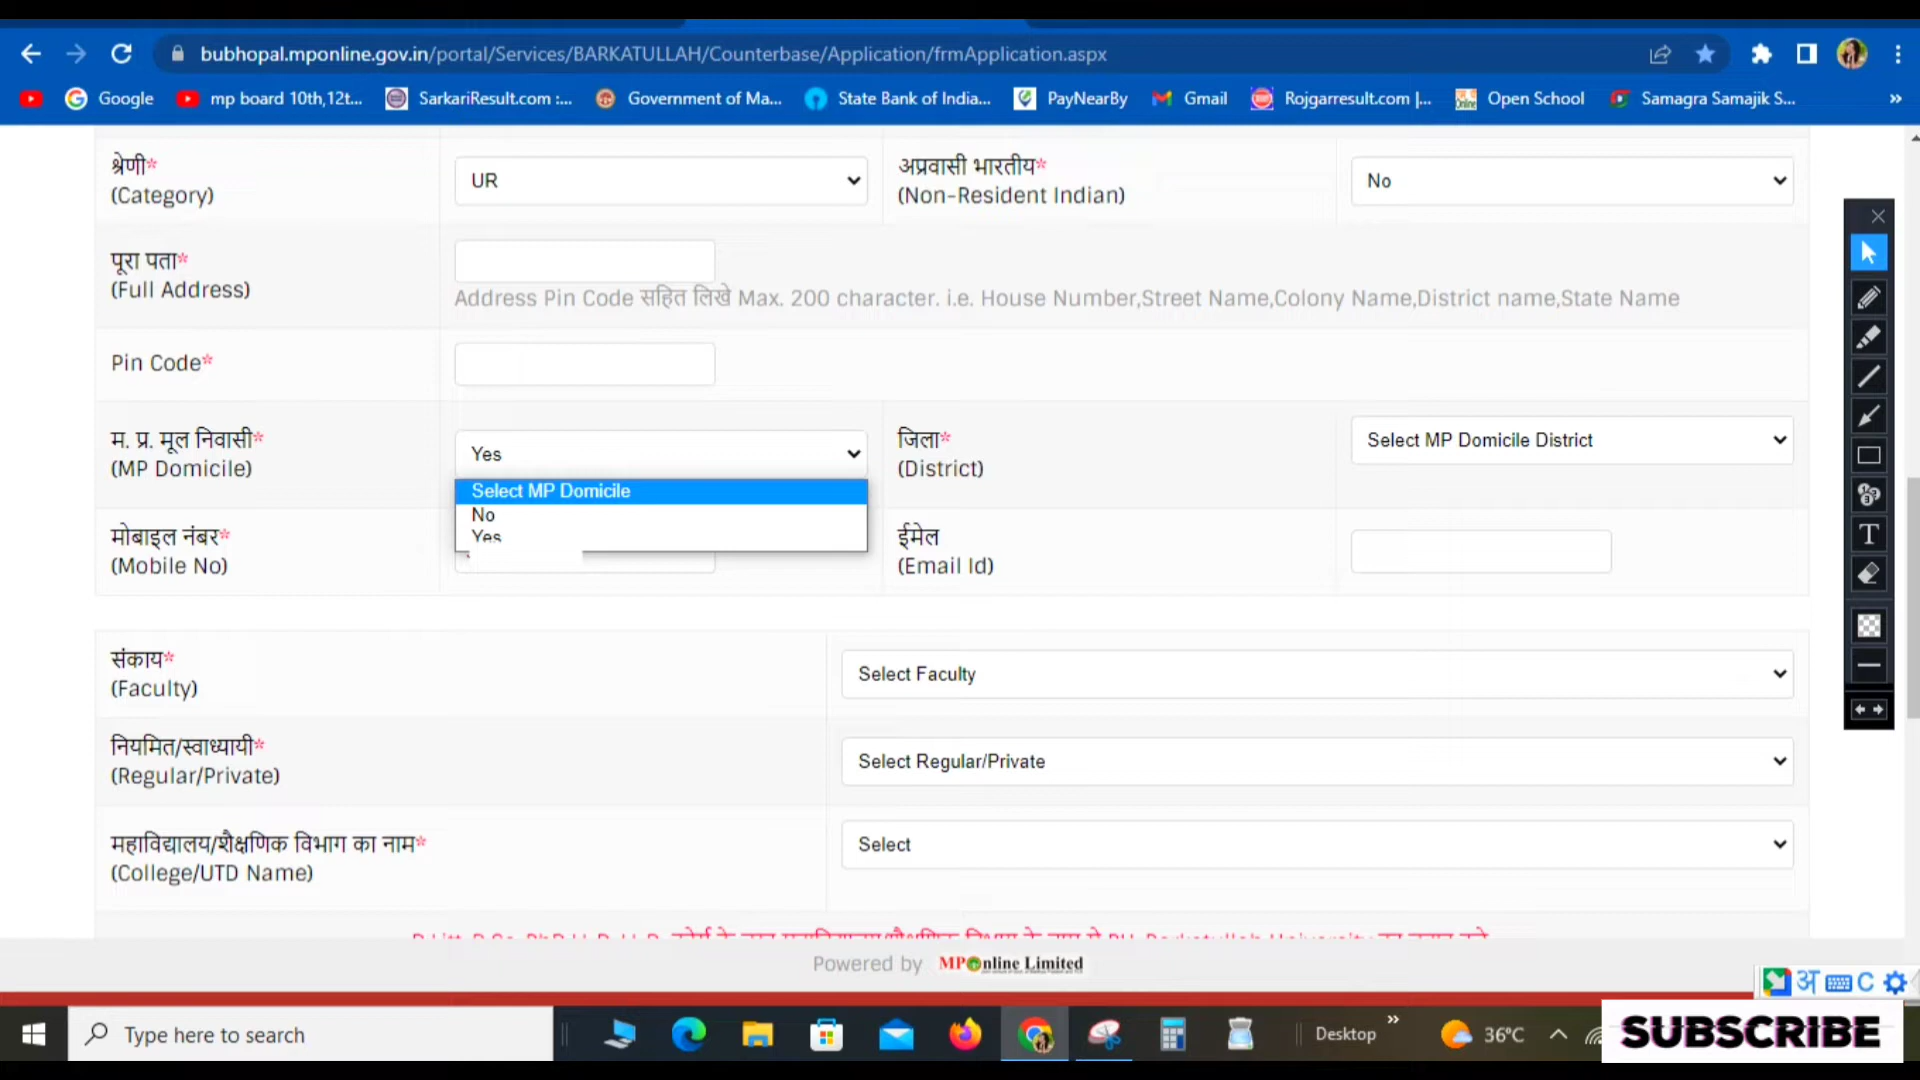 bubhopal.mponline.gov.in/portal/Services/BARKATULLAH/Counterbase/Application/frmApplication.aspx
Google mp board 10th,12t... SarkariResult.com :... Government of Ma... State Bank of India... PayNearBy Gmail Rojgarresult.com |... Open School Samagra Samajik S... »
श्रेणी* UR अप्रवासी भारतीय* No
(Category) (Non-Resident Indian)
पूरा पता*
(Full Address)
Address Pin Code सहित लिखे Max. 200 character. i.e. House Number,Street Name,Colony Name,District name,State Name
Pin Code*
म. प्र. मूल निवासी* Yes जिला* Select MP Domicile District
(MP Domicile) (District)
Select MP Domicile
No
Yes
मोबाइल नंबर* ईमेल
(Mobile No) (Email Id)
संकाय* Select Faculty
(Faculty)
नियमित/स्वाध्यायी* Select Regular/Private
(Regular/Private)
महाविद्यालय/शैक्षणिक विभाग का नाम* Select
(College/UTD Name)
Powered by MPOnline Limited
अ C
Type here to search Desktop » 36°C
SUBSCRIBE
T